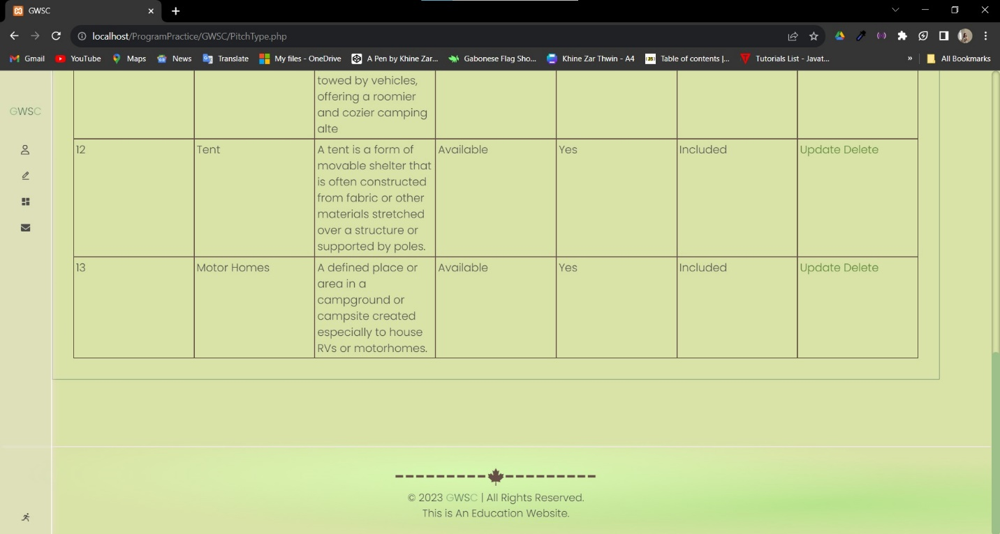 GWSC
localhost/ProgramPractice/GWSC/PitchType.php
Gmail YouTube Maps News Translate My files - OneDrive A Pen by Khine Zar... Gabonese Flag Sho... Khine Zar Thwin - A4 Table of contents |... Tutorials List - Javat... » All Bookmarks
GWSC
towed by vehicles,
offering a roomier
and cozier camping
alte
12 Tent A tent is a form of Available Yes Included Update Delete
movable shelter that
is often constructed
from fabric or other
materials stretched
over a structure or
supported by poles.
13 Motor Homes A defined place or Available Yes Included Update Delete
area in a
campground or
campsite created
especially to house
RVs or motorhomes.
© 2023 GWSC | All Rights Reserved.
This is An Education Website.